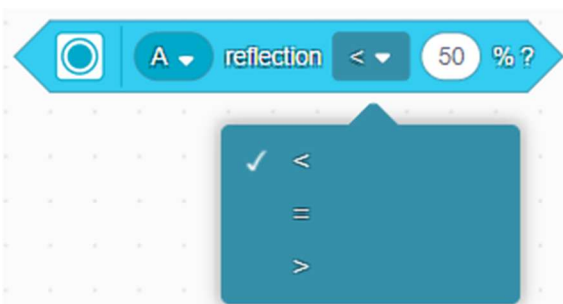 A reflection < 50 % ?
✓ <
=
>